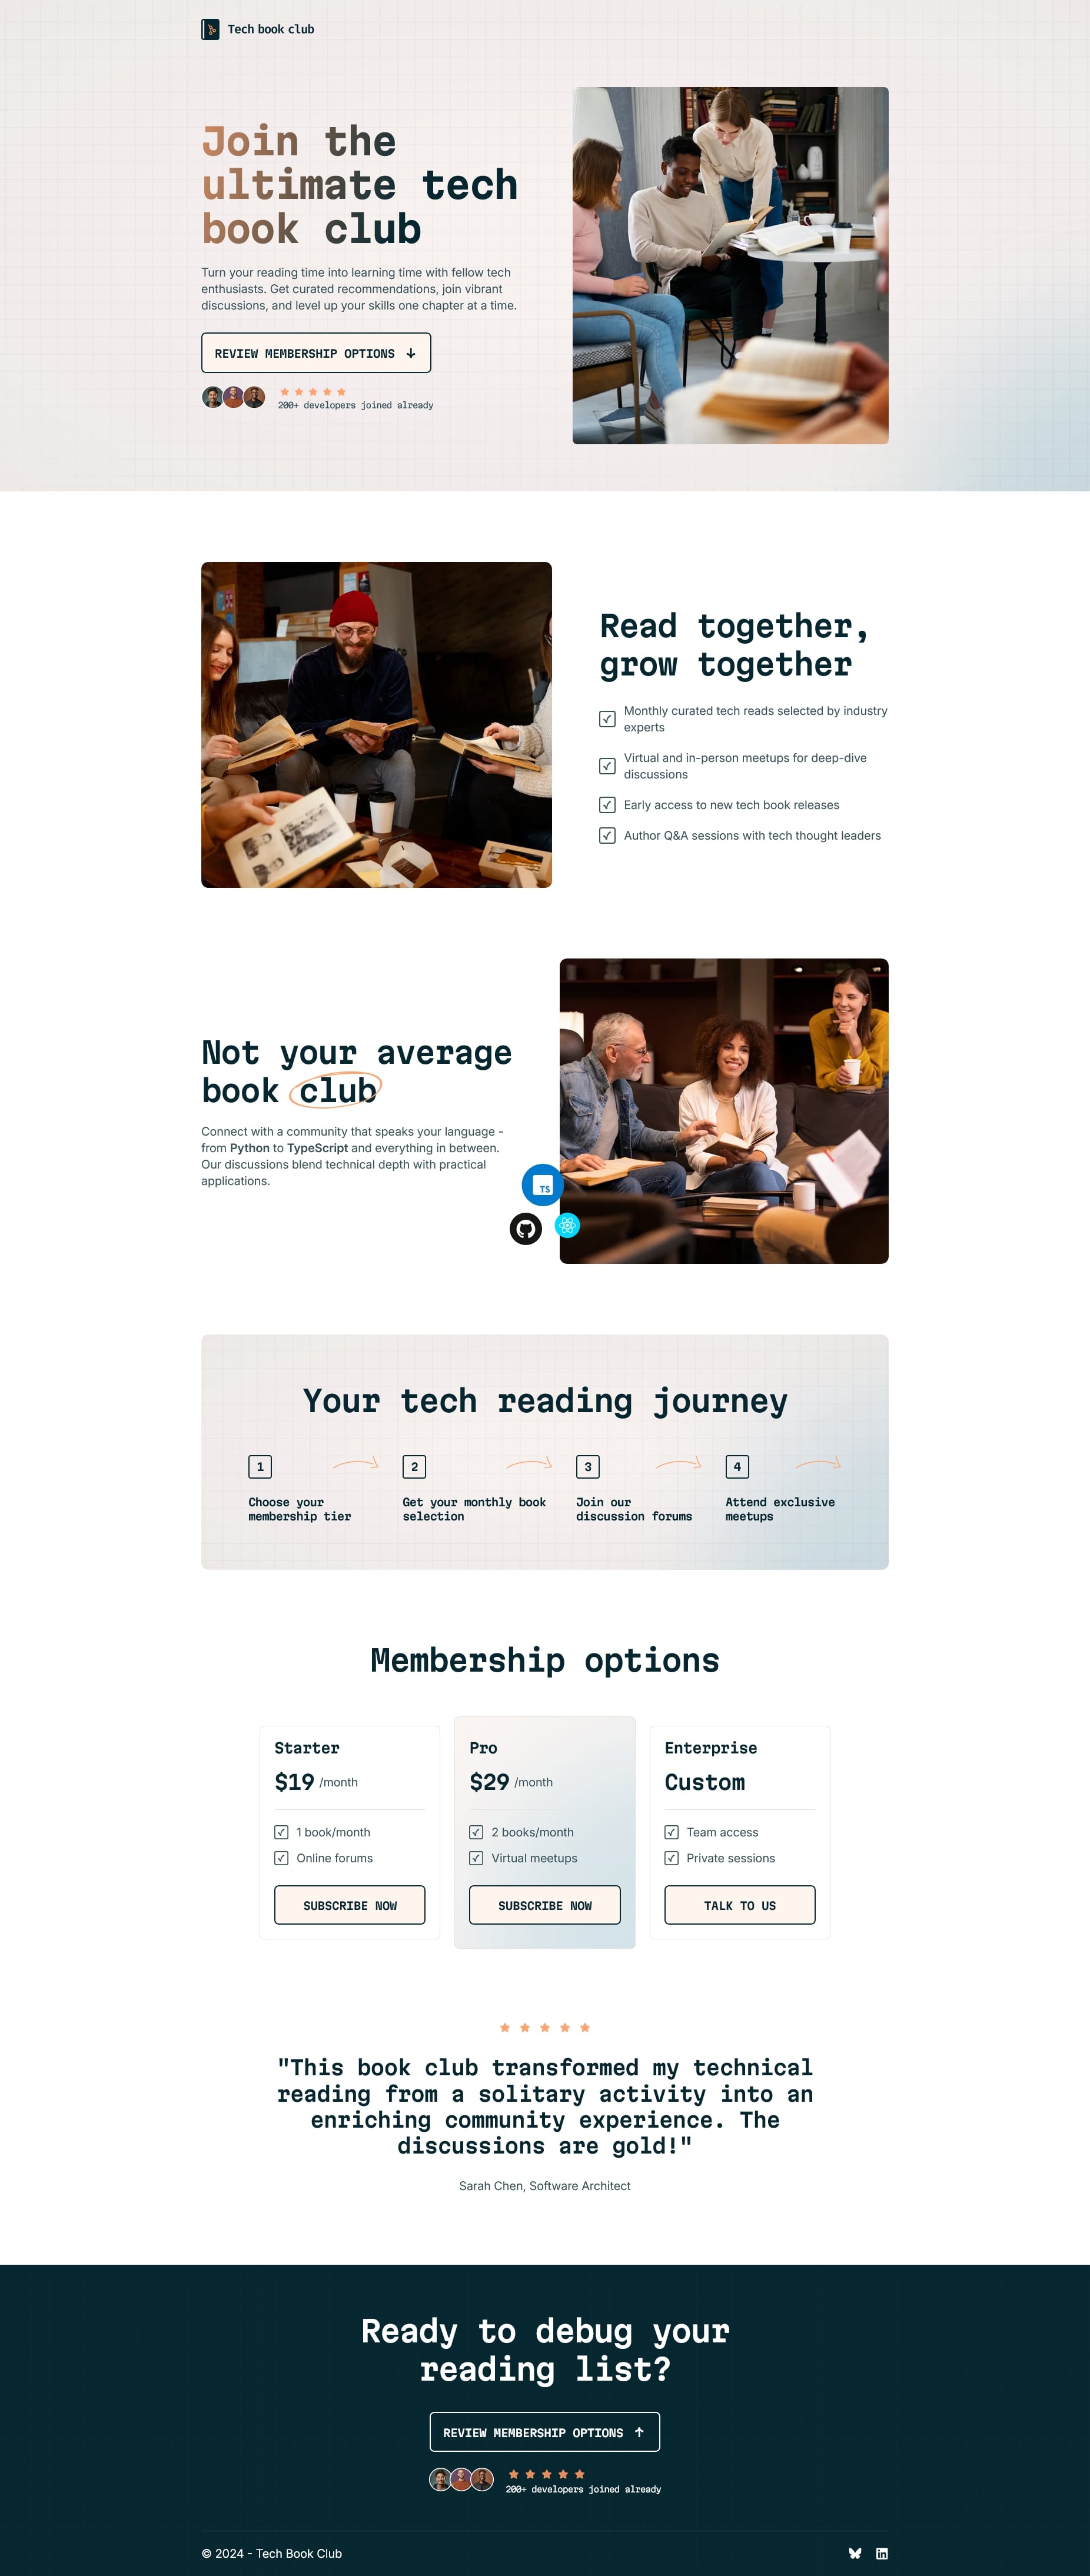 Tech book club
Join the
ultimate tech
book club
Turn your reading time into learning time with fellow tech
enthusiasts. Get curated recommendations, join vibrant
discussions, and level up your skills one chapter at a time.
REVIEW MEMBERSHIP OPTIONS
200+ developers joined already
Read together,
grow together
Monthly curated tech reads selected by industry
experts
Virtual and in-person meetups for deep-dive
discussions
Early access to new tech book releases
Author Q&A sessions with tech thought leaders
Not your average
book club
Connect with a community that speaks your language -
from Python to TypeScript and everything in between.
Our discussions blend technical depth with practical
applications.
TS
Your tech reading journey
1
Choose your
membership tier
2
Get your monthly book
selection
3
Join our
discussion forums
4
Attend exclusive
meetups
Membership options
Starter
$19 /month
1 book/month
Online forums
SUBSCRIBE NOW
Pro
$29 /month
2 books/month
Virtual meetups
SUBSCRIBE NOW
Enterprise
Custom
Team access
Private sessions
TALK TO US
"This book club transformed my technical
reading from a solitary activity into an
enriching community experience. The
discussions are gold!"
Sarah Chen, Software Architect
Ready to debug your
reading list?
REVIEW MEMBERSHIP OPTIONS
200+ developers joined already
© 2024 - Tech Book Club
in